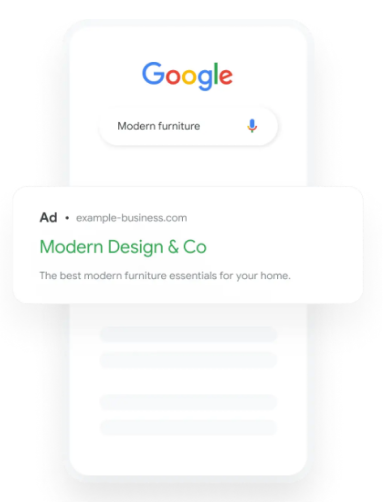 Google
Modern furniture
Ad • example-business.com
Modern Design & Co
The best modern furniture essentials for your home.